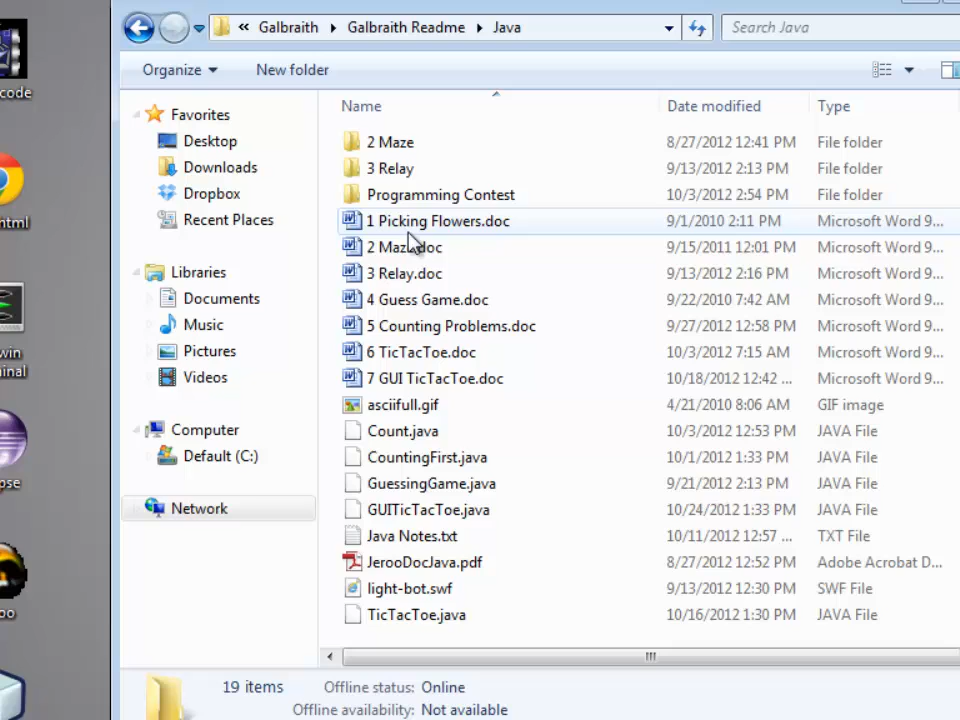 « Galbraith Galbraith Readme Java Search Java
Organize New folder
code
html
win
inal
pse
oo
Favorites
Desktop
Downloads
Dropbox
Recent Places
Libraries
Documents
Music
Pictures
Videos
Computer
Default (C:)
Network
Name Date modified Type
2 Maze 8/27/2012 12:41 PM File folder
3 Relay 9/13/2012 2:13 PM File folder
Programming Contest 10/3/2012 2:54 PM File folder
1 Picking Flowers.doc 9/1/2010 2:11 PM Microsoft Word 9...
2 Maze.doc 9/15/2011 12:01 PM Microsoft Word 9...
3 Relay.doc 9/13/2012 2:16 PM Microsoft Word 9...
4 Guess Game.doc 9/22/2010 7:42 AM Microsoft Word 9...
5 Counting Problems.doc 9/27/2012 12:58 PM Microsoft Word 9...
6 TicTacToe.doc 10/3/2012 7:15 AM Microsoft Word 9...
7 GUI TicTacToe.doc 10/18/2012 12:42 ... Microsoft Word 9...
asciifull.gif 4/21/2010 8:06 AM GIF image
Count.java 10/3/2012 12:53 PM JAVA File
CountingFirst.java 10/1/2012 1:33 PM JAVA File
GuessingGame.java 9/21/2012 2:13 PM JAVA File
GUITicTacToe.java 10/24/2012 1:33 PM JAVA File
Java Notes.txt 10/11/2012 12:57 ... TXT File
JerooDocJava.pdf 8/27/2012 12:52 PM Adobe Acrobat D...
light-bot.swf 9/13/2012 12:30 PM SWF File
TicTacToe.java 10/16/2012 1:30 PM JAVA File
19 items Offline status: Online
Offline availability: Not available